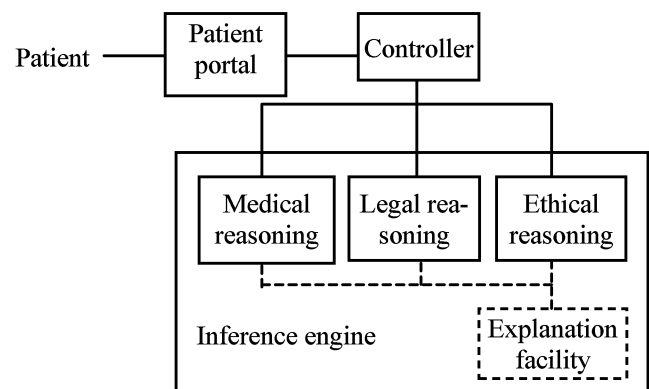 Patient
Patient
portal
Controller
Medical
reasoning
Legal rea-
soning
Ethical
reasoning
Inference engine
Explanation
facility